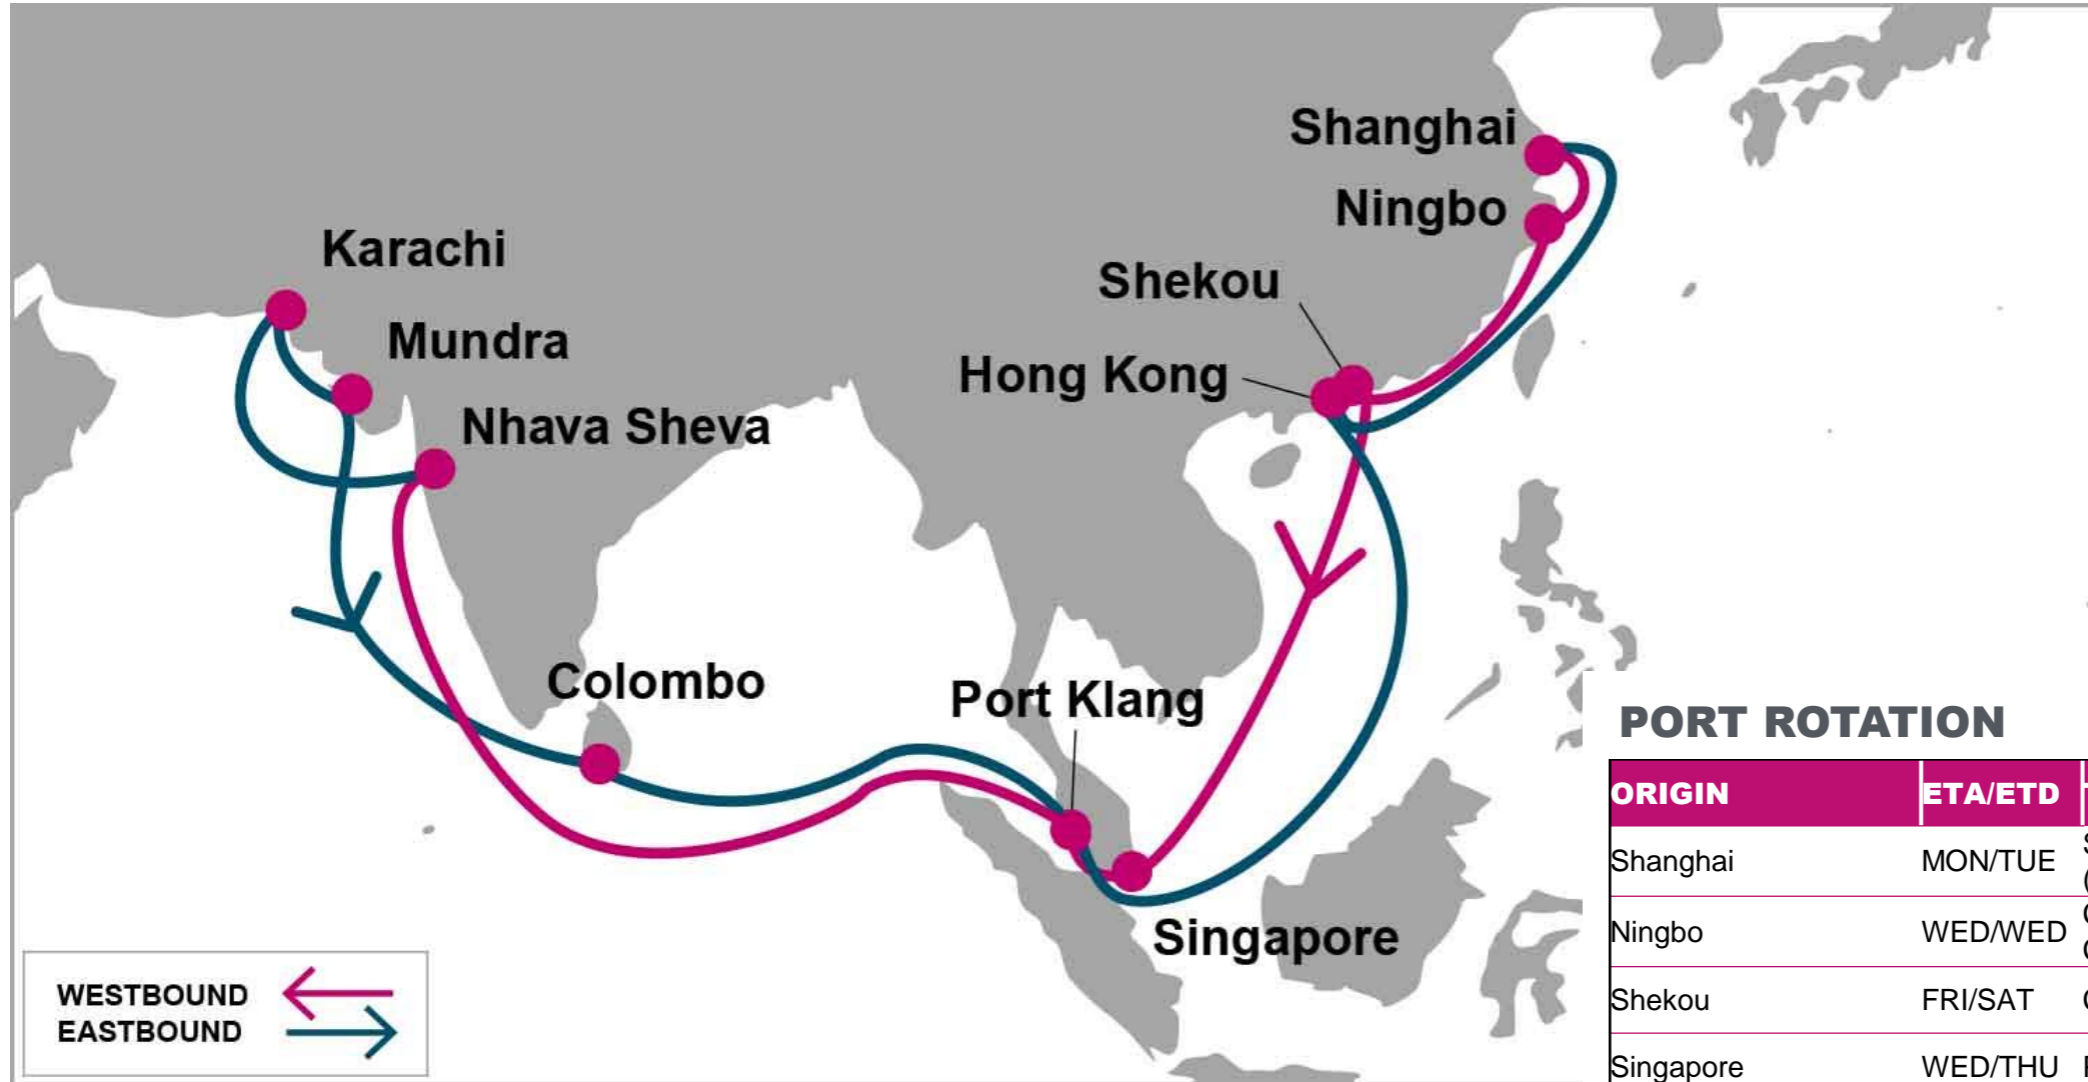 Shanghai
Ningbo
Karachi
Shekou
Mundra
Hong Kong
Nhava Sheva
Colombo
Port Klang
Singapore
WESTBOUND
EASTBOUND
PORT ROTATION
ORIGIN ETA/ETD
Shanghai MON/TUE
Ningbo WED/WED
Shekou FRI/SAT
Singapore WED/THU